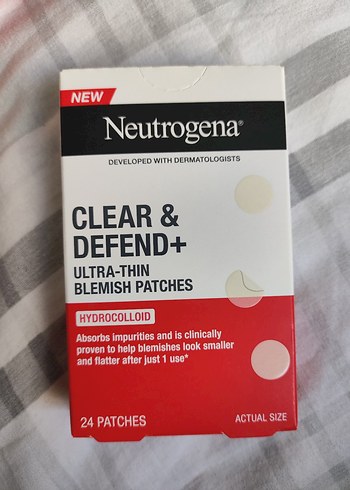 NEW
Neutrogena®
DEVELOPED WITH DERMATOLOGISTS
CLEAR &
DEFEND+
ULTRA-THIN
BLEMISH PATCHES
HYDROCOLLOID
Absorbs impurities and is clinically
proven to help blemishes look smaller
and flatter after just 1 use*
24 PATCHES
ACTUAL SIZE